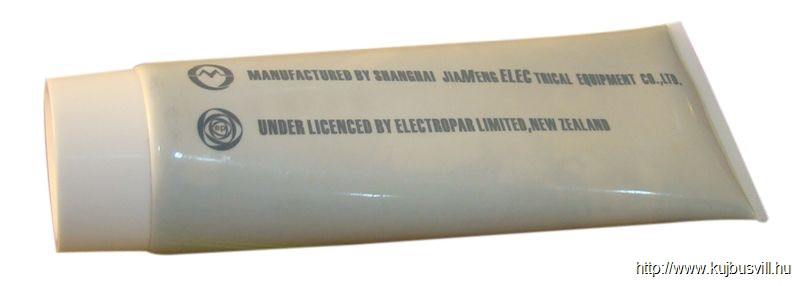 MANUFACTURED BY SHANGHAI JIAMENG ELEC TRICAL EQUIPMENT CO.,LTD.
ep
UNDER LICENCED BY ELECTROPAR LIMITED,NEW ZEALAND
http://www.kujbusvill.hu